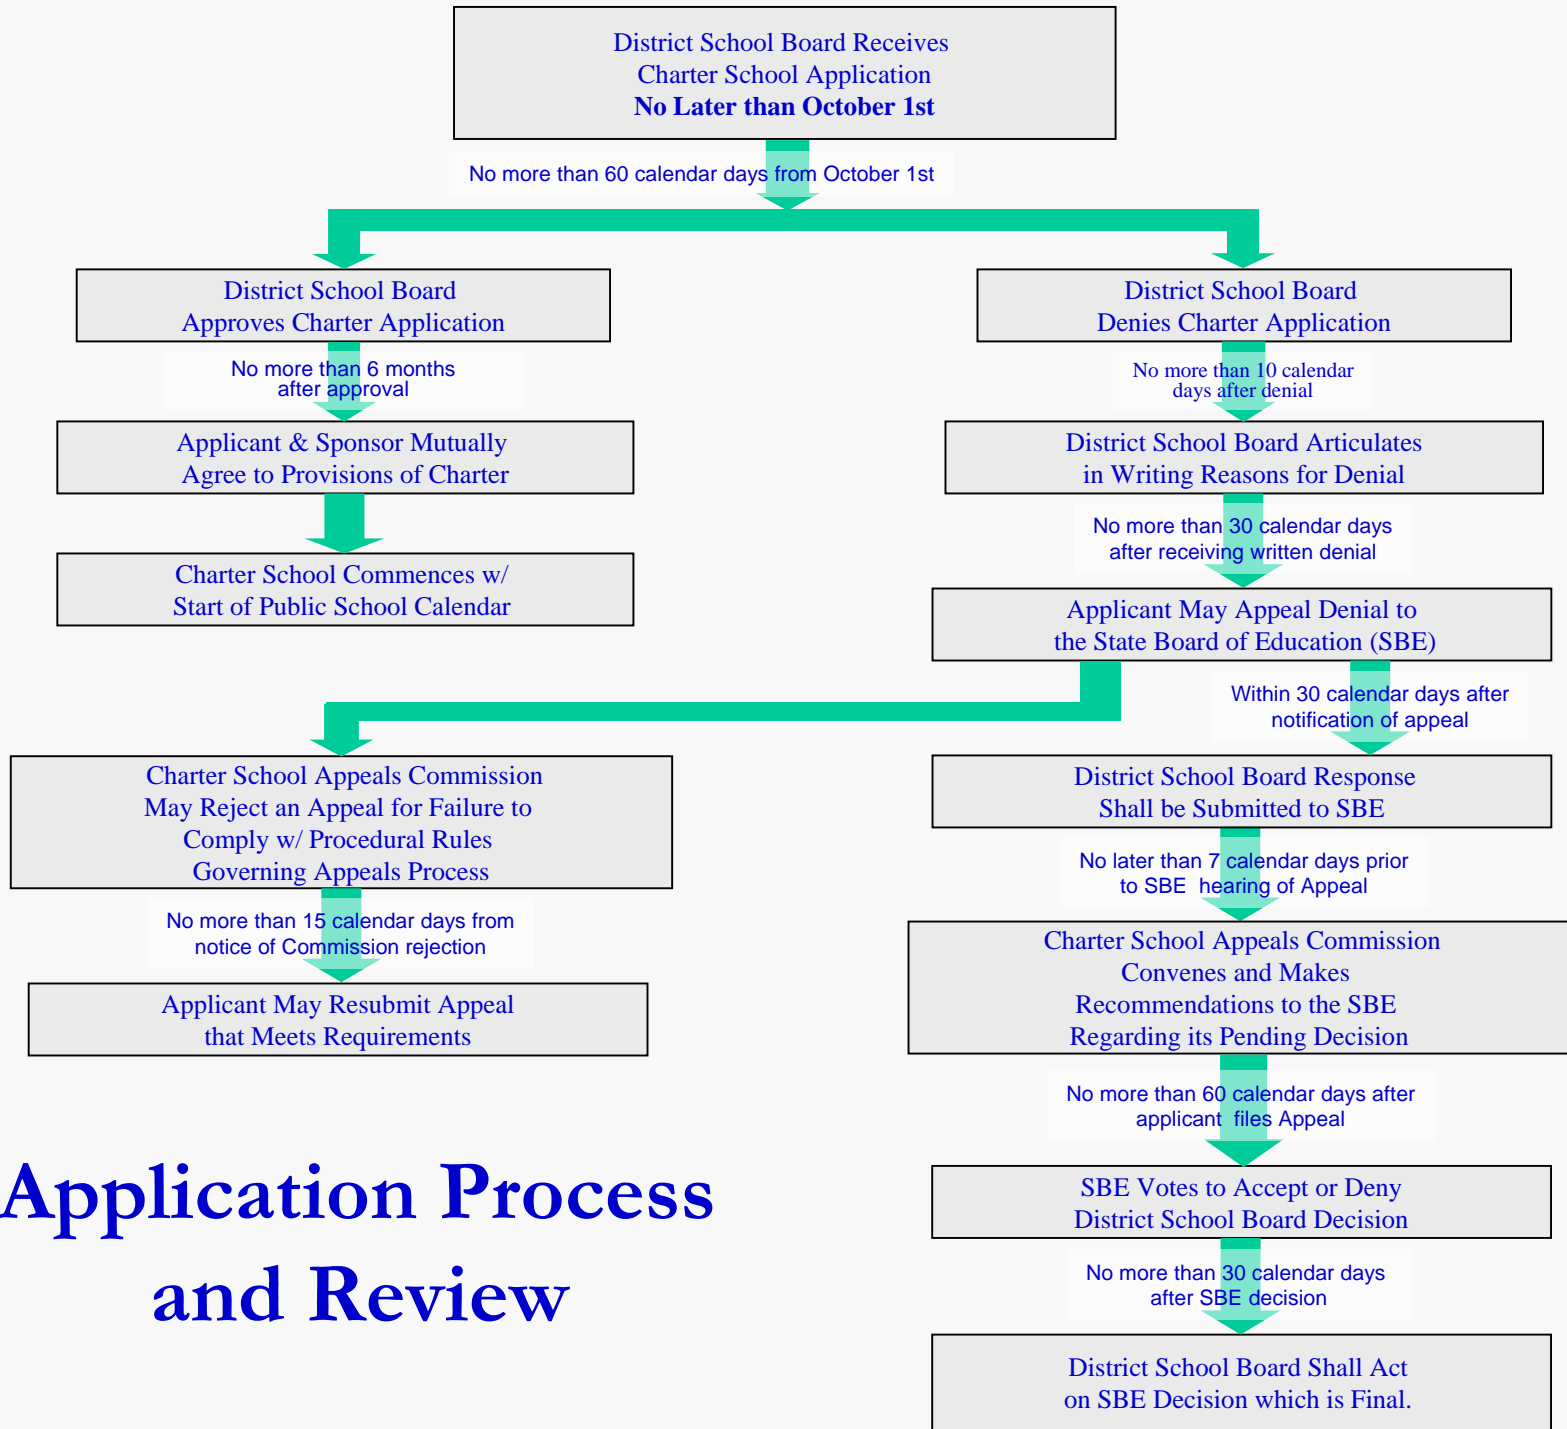 District School Board Receives
Charter School Application
No Later than October 1st
No more than 60 calendar days from October 1st
District School Board
Approves Charter Application
No more than 6 months
after approval
Applicant & Sponsor Mutually
Agree to Provisions of Charter
Charter School Commences w/
Start of Public School Calendar
District School Board
Denies Charter Application
No more than 10 calendar
days after denial
District School Board Articulates
in Writing Reasons for Denial
No more than 30 calendar days
after receiving written denial
Applicant May Appeal Denial to
the State Board of Education (SBE)
Charter School Appeals Commission
May Reject an Appeal for Failure to
Comply w/ Procedural Rules
Governing Appeals Process
No more than 15 calendar days from
notice of Commission rejection
Applicant May Resubmit Appeal
that Meets Requirements
Within 30 calendar days after
notification of appeal
District School Board Response
Shall be Submitted to SBE
No later than 7 calendar days prior
to SBE hearing of Appeal
Charter School Appeals Commission
Convenes and Makes
Recommendations to the SBE
Regarding its Pending Decision
No more than 60 calendar days after
applicant files Appeal
SBE Votes to Accept or Deny
District School Board Decision
No more than 30 calendar days
after SBE decision
District School Board Shall Act
on SBE Decision which is Final.
Application Process
and Review